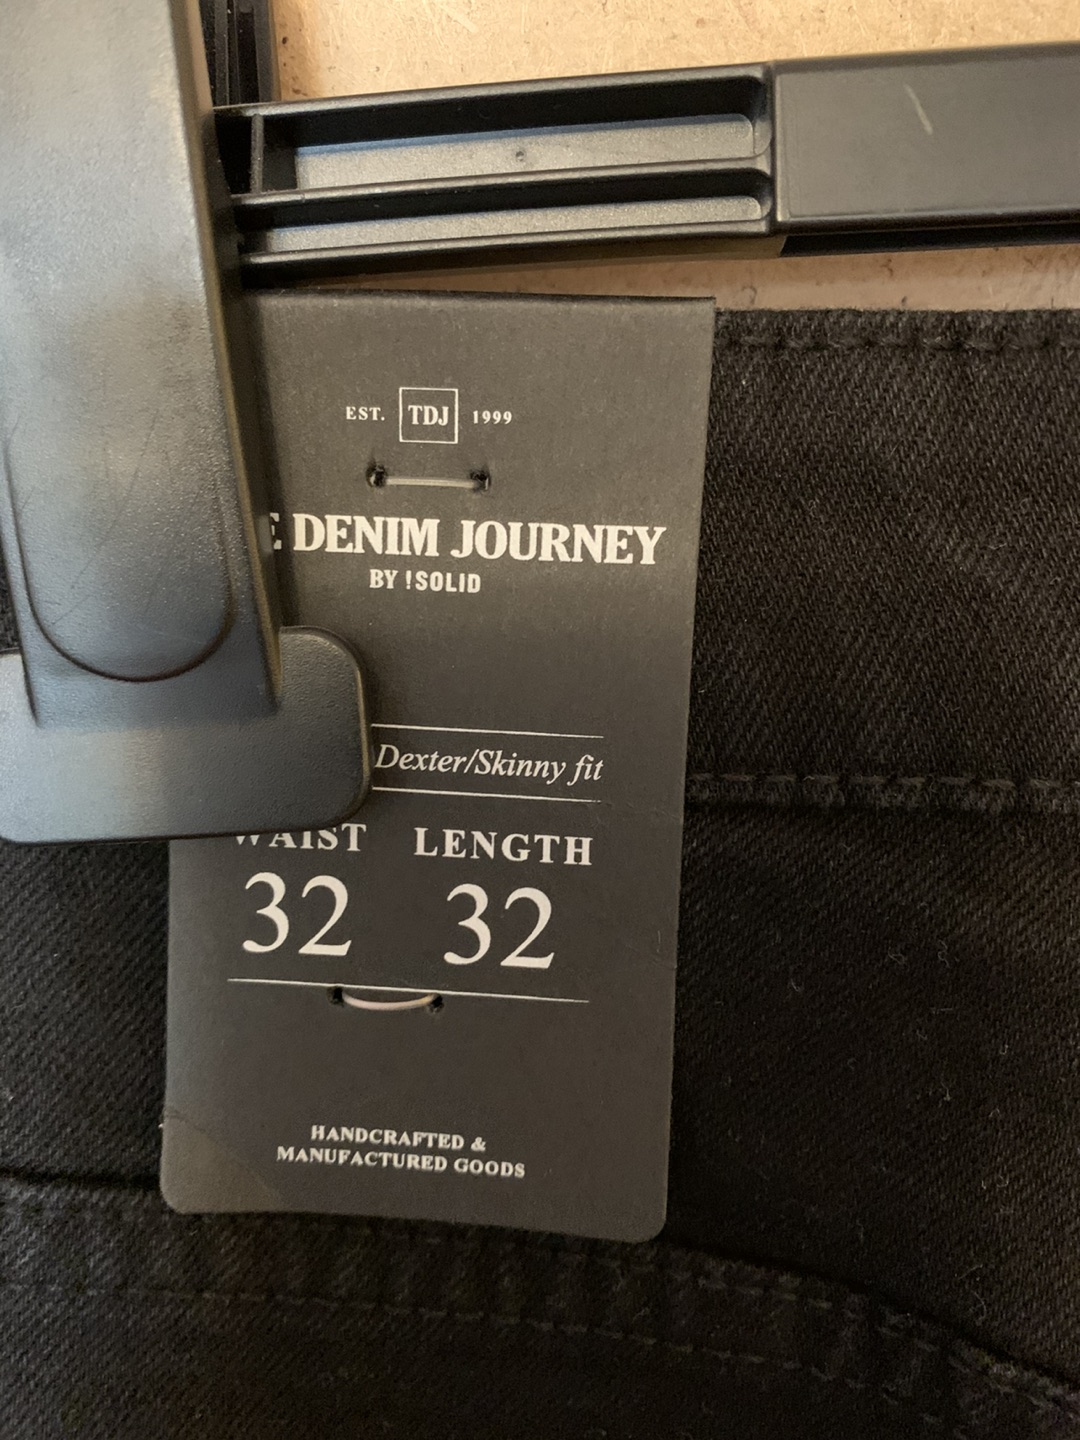 EST. TDJ 1999
DENIM JOURNEY
BY !SOLID
Dexter/Skinny fit
WAIST LENGTH
32 32
HANDCRAFTED &
MANUFACTURED GOODS